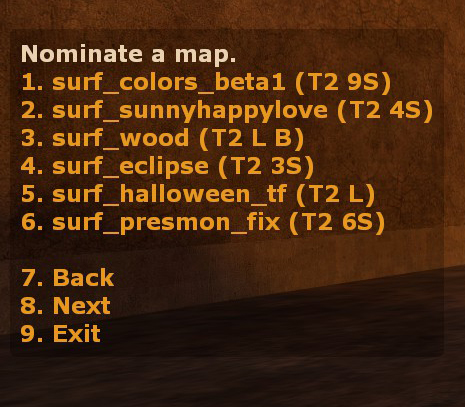 Nominate a map.
1. surf_colors_beta1 (T2 9S)
2. surf_sunnyhappylove (T2 4S)
3. surf_wood (T2 L B)
4. surf_eclipse (T2 3S)
5. surf_halloween_tf (T2 L)
6. surf_presmon_fix (T2 6S)
7. Back
8. Next
9. Exit